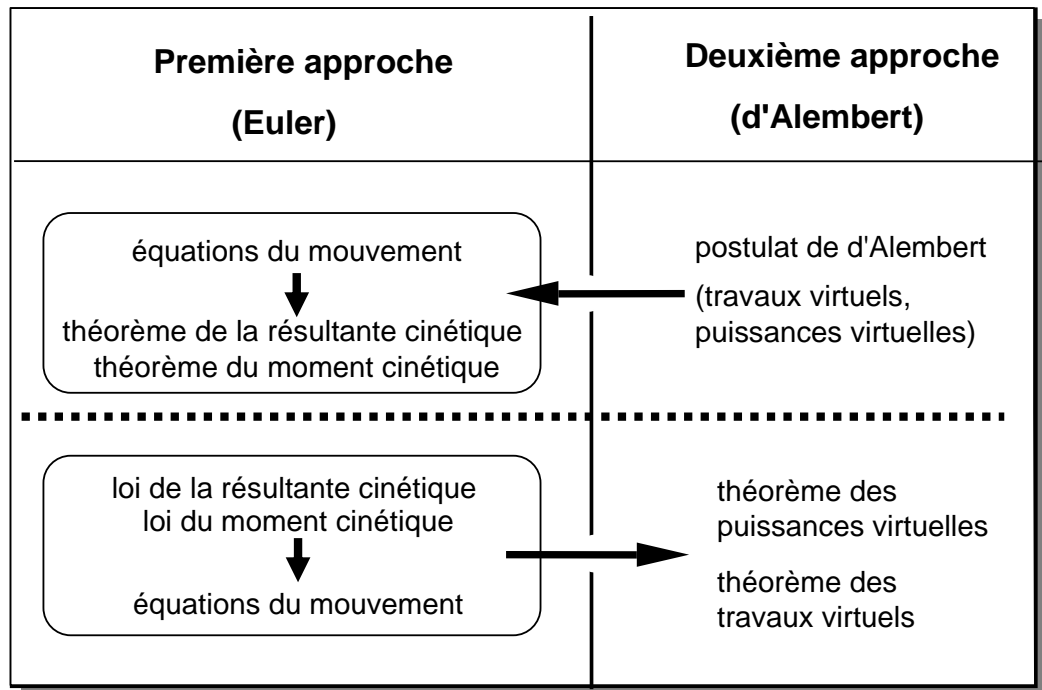 Première approche
(Euler)
Deuxième approche
(d'Alembert)
équations du mouvement
théorème de la résultante cinétique
théorème du moment cinétique
postulat de d'Alembert
(travaux virtuels,
puissances virtuelles)
loi de la résultante cinétique
loi du moment cinétique
équations du mouvement
théorème des
puissances virtuelles
théorème des
travaux virtuels